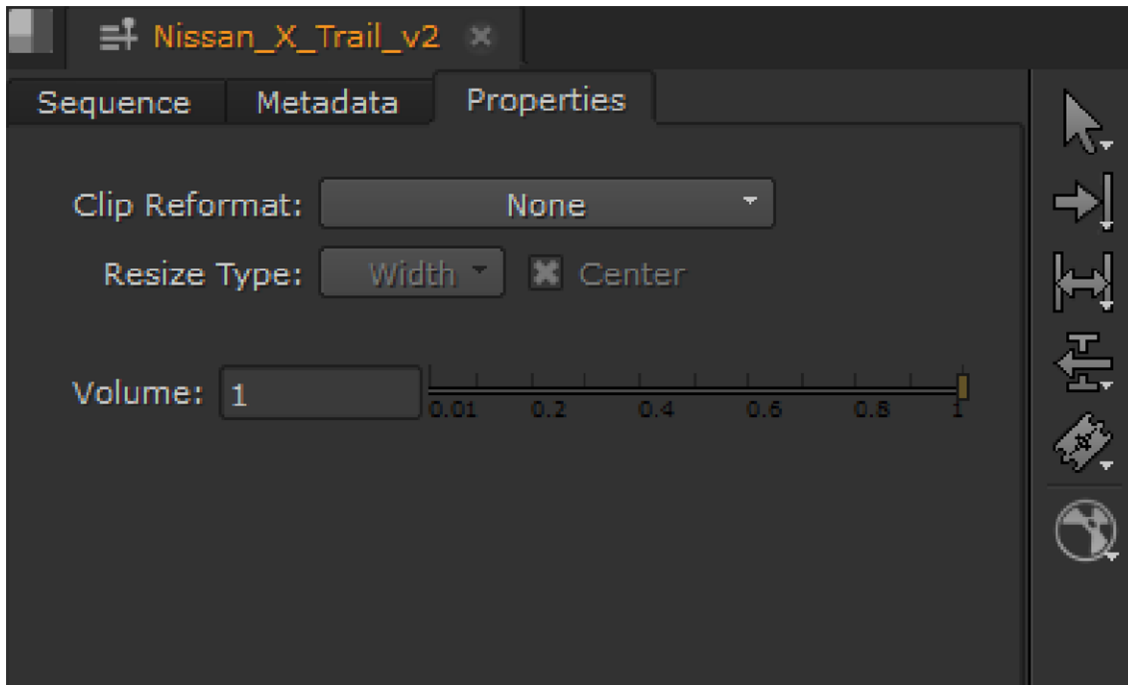 Nissan_X_Trail_v2
Sequence Metadata Properties
Clip Reformat: None
Resize Type: Width Center
Volume: 1
0.01 0.2 0.4 0.6 0.8 1